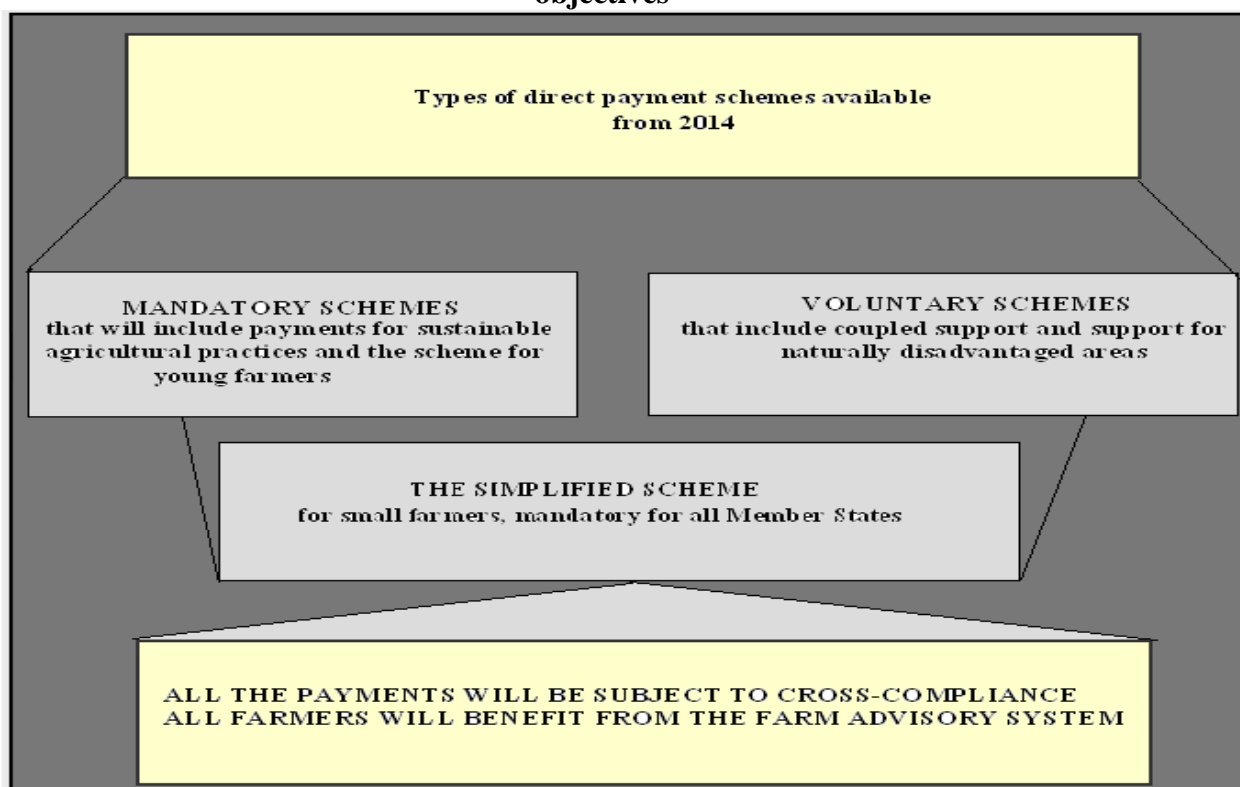 objectives
Types of direct payment schemes available
from 2014
MANDATORY SCHEMES
that will include payments for sustainable
agricultural practices and the scheme for
young farmers
VOLUNTARY SCHEMES
that include coupled support and support for
naturally disadvantaged areas
THE SIMPLIFIED SCHEME
for small farmers, mandatory for all Member States
ALL THE PAYMENTS WILL BE SUBJECT TO CROSS-COMPLIANCE
ALL FARMERS WILL BENEFIT FROM THE FARM ADVISORY SYSTEM